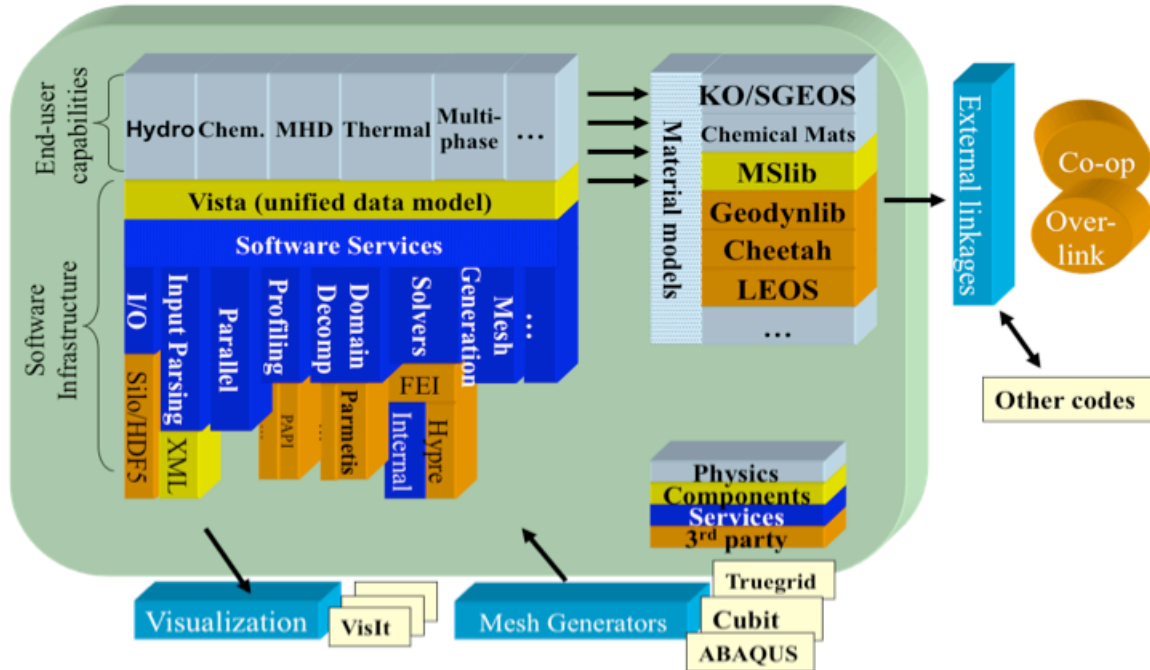 End-user
capabilities
Hydro
Chem.
MHD
Thermal
Multi-
phase
...
Vista (unified data model)
Software Services
Software
Infrastructure
I/O
Input Parsing
Parallel
Profiling
Domain
Decomp
Solvers
Mesh
Generation
...
Silo/HDF5
XML
...
PAPI
...
Parmetis
FEI
Internal
Hypre
Material models
KO/SGEOS
Chemical Mats
MSlib
Geodynlib
Cheetah
LEOS
...
External linkages
Co-op
Over-
link
Other codes
Physics
Components
Services
3rd party
Visualization
VisIt
Mesh Generators
Truegrid
Cubit
ABAQUS